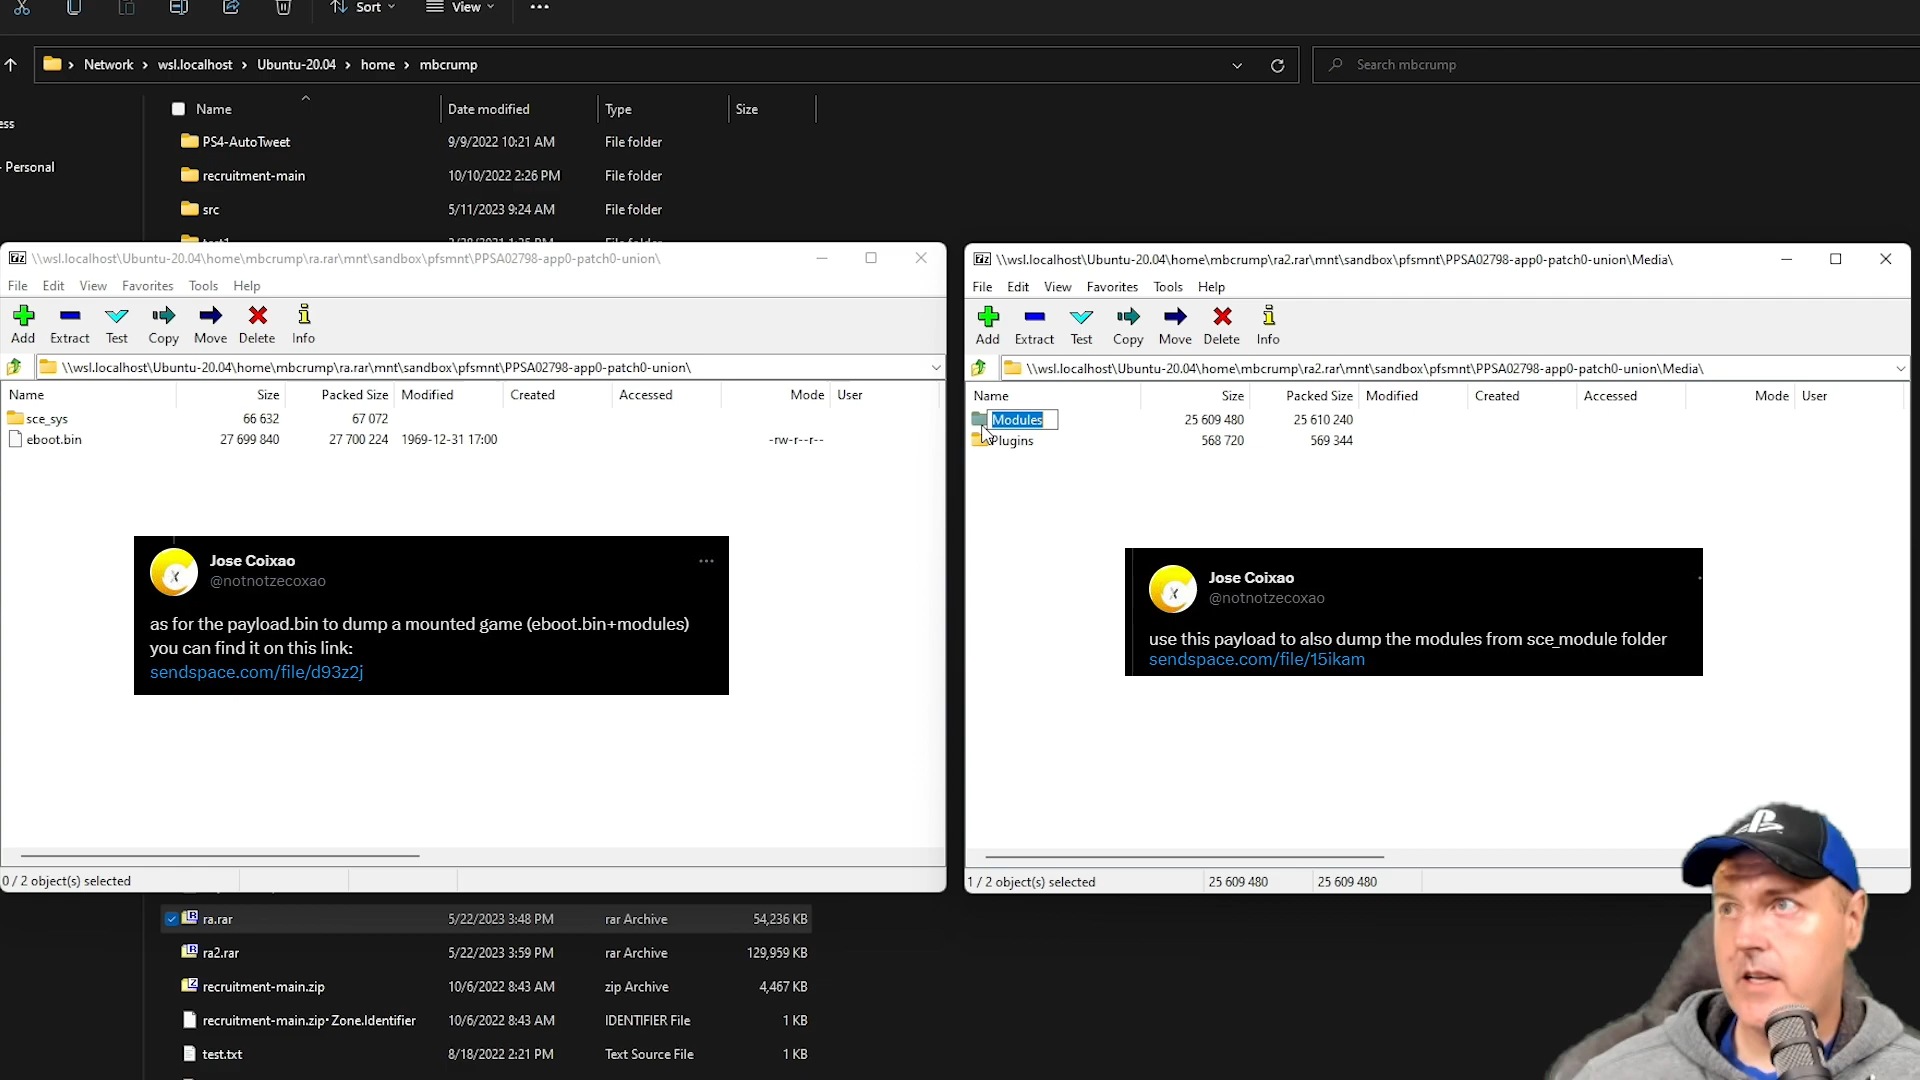 Sort
View
Network > wsl.localhost > Ubuntu-20.04 > home > mbcrump
Search mbcrump
Name Date modified Type Size
ess
PS4-AutoTweet 9/9/2022 10:21 AM File folder
- Personal
recruitment-main 10/10/2022 2:26 PM File folder
src 5/11/2023 9:24 AM File folder
\\wsl.localhost\Ubuntu-20.04\home\mbcrump\ra.rar\mnt\sandbox\pfsmnt\PPSA02798-app0-patch0-union\
File Edit View Favorites Tools Help
Add Extract Test Copy Move Delete Info
\\wsl.localhost\Ubuntu-20.04\home\mbcrump\ra.rar\mnt\sandbox\pfsmnt\PPSA02798-app0-patch0-union\
Name Size Packed Size Modified Created Accessed Mode User
sce_sys 66 632 67 072
eboot.bin 27 699 840 27 700 224 1969-12-31 17:00 -rw-r--r--
Jose Coixao
@notnotzecoxao
as for the payload.bin to dump a mounted game (eboot.bin+modules)
you can find it on this link:
sendspace.com/file/d93z2j
0 / 2 object(s) selected
\\wsl.localhost\Ubuntu-20.04\home\mbcrump\ra2.rar\mnt\sandbox\pfsmnt\PPSA02798-app0-patch0-union\Media\
File Edit View Favorites Tools Help
Add Extract Test Copy Move Delete Info
\\wsl.localhost\Ubuntu-20.04\home\mbcrump\ra2.rar\mnt\sandbox\pfsmnt\PPSA02798-app0-patch0-union\Media\
Name Size Packed Size Modified Created Accessed Mode User
Modules 25 609 480 25 610 240
Plugins 568 720 569 344
Jose Coixao
@notnotzecoxao
use this payload to also dump the modules from sce_module folder
sendspace.com/file/15ikam
1 / 2 object(s) selected 25 609 480 25 609 480
ra.rar 5/22/2023 3:48 PM rar Archive 54,236 KB
ra2.rar 5/22/2023 3:59 PM rar Archive 129,959 KB
recruitment-main.zip 10/6/2022 8:43 AM zip Archive 4,467 KB
recruitment-main.zip·Zone.Identifier 10/6/2022 8:43 AM IDENTIFIER File 1 KB
test.txt 8/18/2022 2:21 PM Text Source File 1 KB